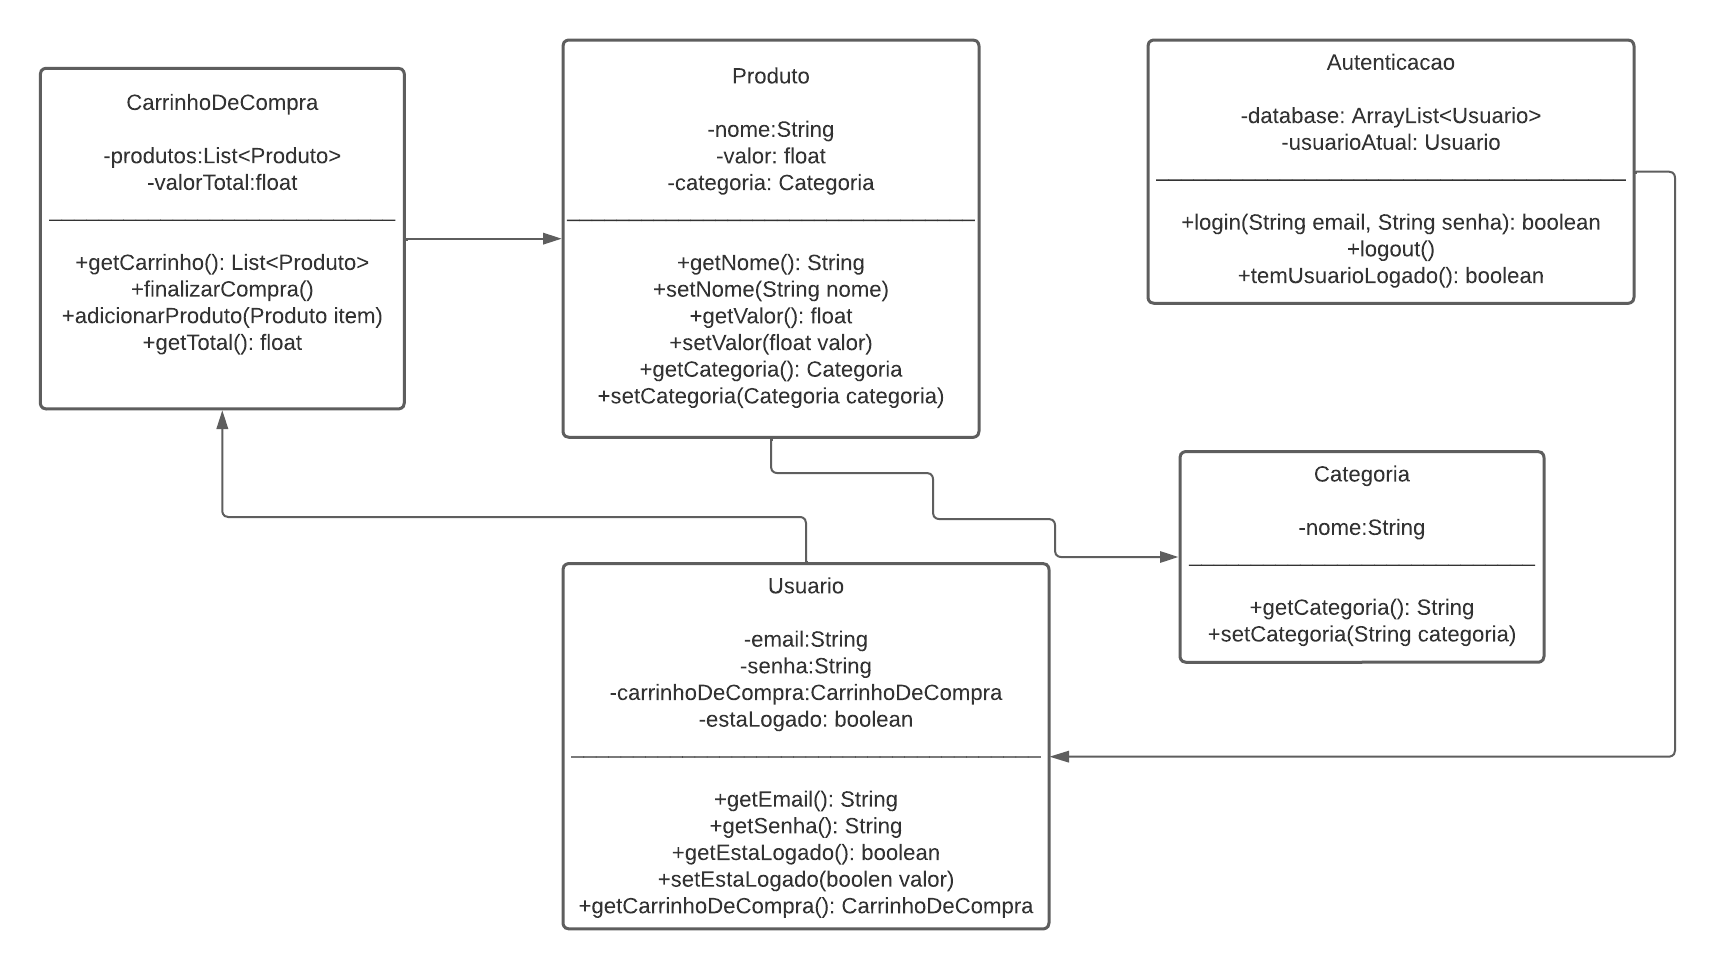 CarrinhoDeCompra
-produtos:List<Produto>
-valorTotal:float
+getCarrinho(): List<Produto>
+finalizarCompra()
+adicionarProduto(Produto item)
+getTotal(): float
Produto
-nome:String
-valor: float
-categoria: Categoria
+getNome(): String
+setNome(String nome)
+getValor(): float
+setValor(float valor)
+getCategoria(): Categoria
+setCategoria(Categoria categoria)
Autenticacao
-database: ArrayList<Usuario>
-usuarioAtual: Usuario
+login(String email, String senha): boolean
+logout()
+temUsuarioLogado(): boolean
Categoria
-nome:String
+getCategoria(): String
+setCategoria(String categoria)
Usuario
-email:String
-senha:String
-carrinhoDeCompra:CarrinhoDeCompra
-estaLogado: boolean
+getEmail(): String
+getSenha(): String
+getEstaLogado(): boolean
+setEstaLogado(boolen valor)
+getCarrinhoDeCompra(): CarrinhoDeCompra